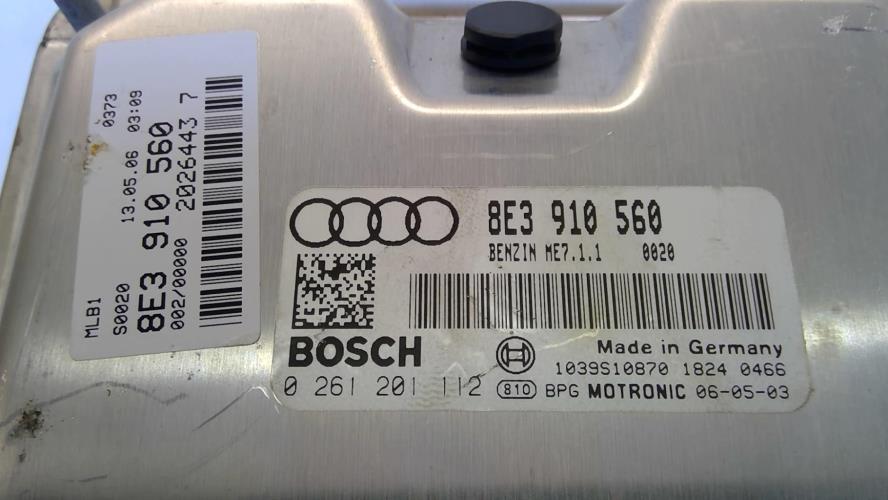 MLB1 0373
S0020 13.05.06 03:09
8E3 910 560
002/00000 2026443 7
8E3 910 560
BENZIN ME7.1.1 0020
BOSCH
Made in Germany
1039S10870 1824 0466
0 261 201 112 810 BPG MOTRONIC 06-05-03